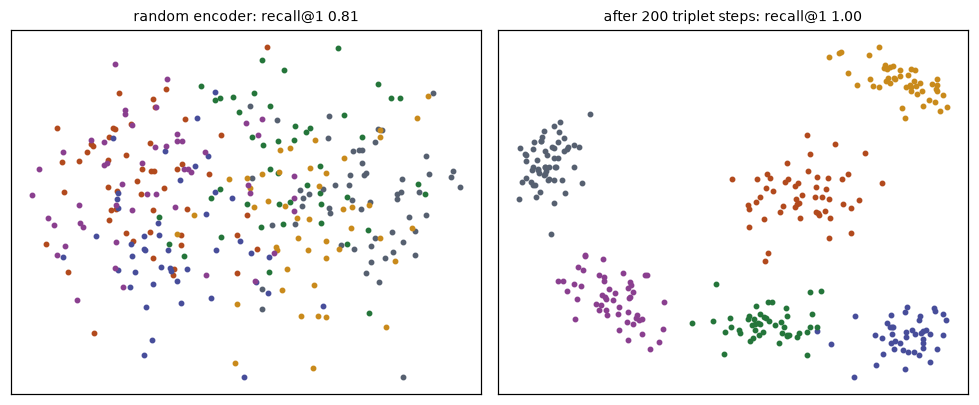 random encoder: recall@1 0.81
after 200 triplet steps: recall@1 1.00